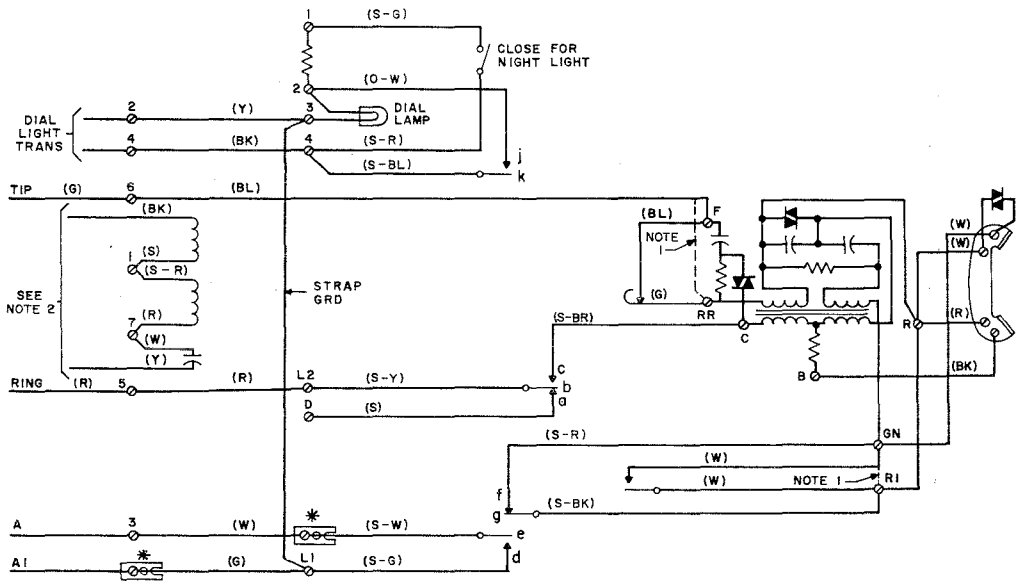 1 (S-G)
CLOSE FOR
NIGHT LIGHT
2 (O-W)
DIAL
LIGHT
TRANS
2 (Y) 3
DIAL
LAMP
4 (BK) 4 (S-R)
(S-BL)
j
k
TIP (G) 6 (BL)
(BK)
(S)
1
(S-R)
SEE
NOTE 2
7
(R)
(W)
(Y)
STRAP
GRD
(BL) F
NOTE
1
(G)
RR
C
B
R
(W)
(W)
(R)
(BK)
(S-BR)
c
b
a
RING (R) 5 (R) L2 (S-Y)
D (S)
(S-R) GN
(W)
(W) NOTE 1 R1
f
g (S-BK)
A 3 (W) * (S-W) e
d
A1 * (G) L1 (S-G)